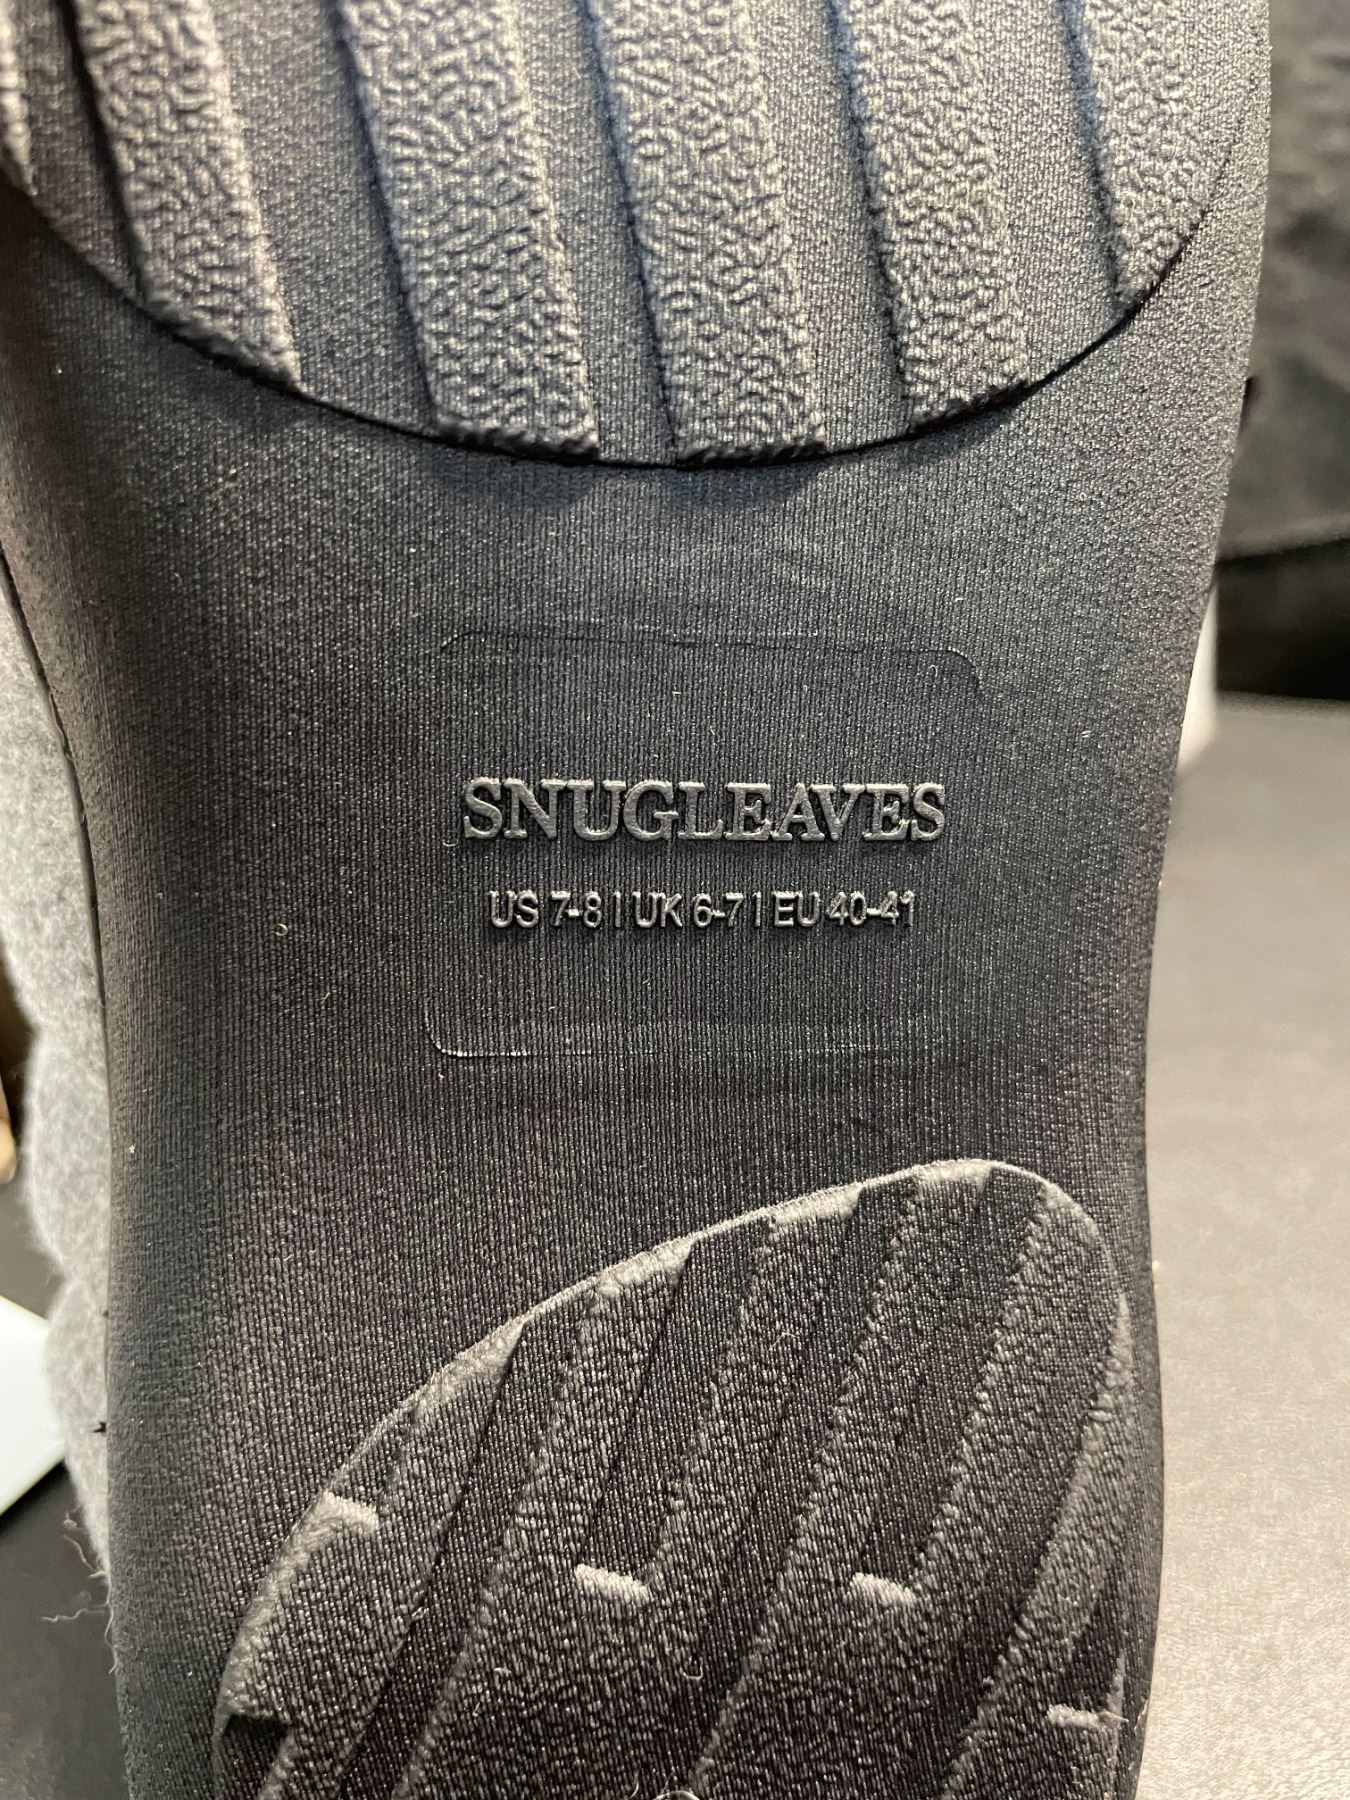 SNUGLEAVES
US 7-8 | UK 6-7 | EU 40-41